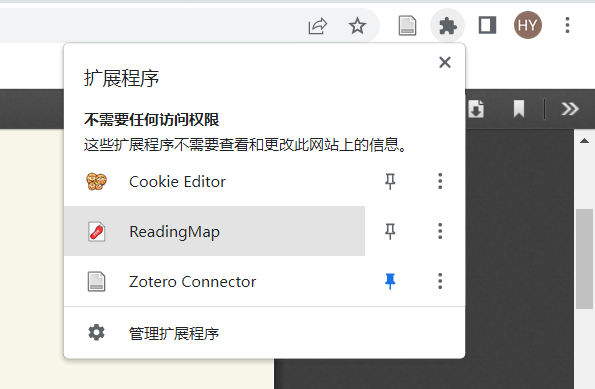 HY
扩展程序
不需要任何访问权限
这些扩展程序不需要查看和更改此网站上的信息。
Cookie Editor
ReadingMap
Zotero Connector
管理扩展程序